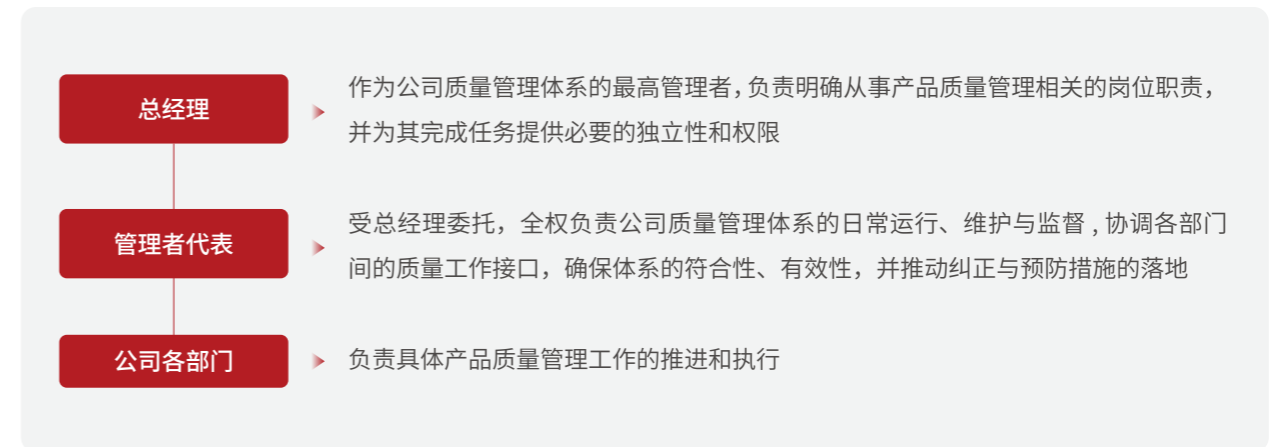 总经理
作为公司质量管理体系的最高管理者，负责明确从事产品质量管理相关的岗位职责，
并为其完成任务提供必要的独立性和权限
管理者代表
受总经理委托，全权负责公司质量管理体系的日常运行、维护与监督 , 协调各部门
间的质量工作接口，确保体系的符合性、有效性，并推动纠正与预防措施的落地
公司各部门
负责具体产品质量管理工作的推进和执行